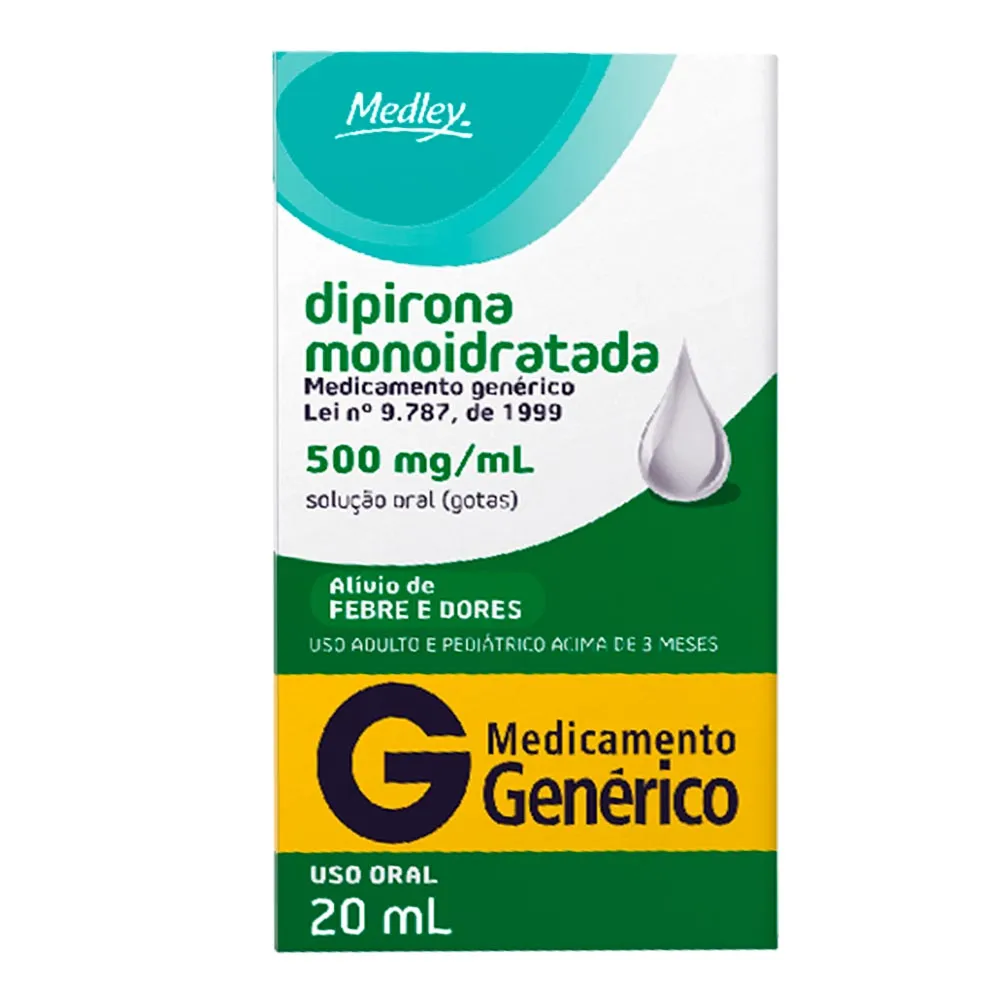 Medley.
dipirona
monoidratada
Medicamento genérico
Lei nº 9.787, de 1999
500 mg/mL
solução oral (gotas)
Alívio de
FEBRE E DORES
USO ADULTO E PEDIÁTRICO ACIMA DE 3 MESES
G Medicamento
Genérico
USO ORAL
20 mL